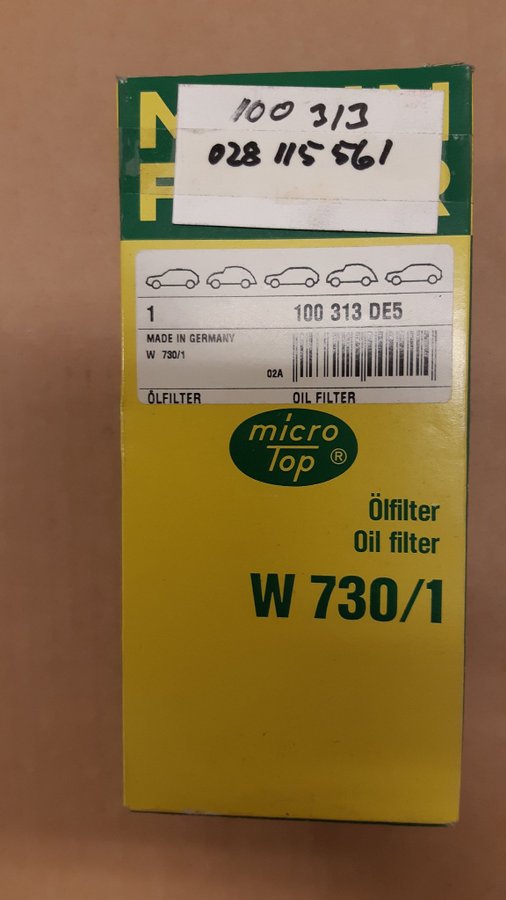 100 313
028 115 561
1 100 313 DE5
MADE IN GERMANY
W 730/1
02A
ÖLFILTER OIL FILTER
micro
Top ®
Ölfilter
Oil filter
W 730/1